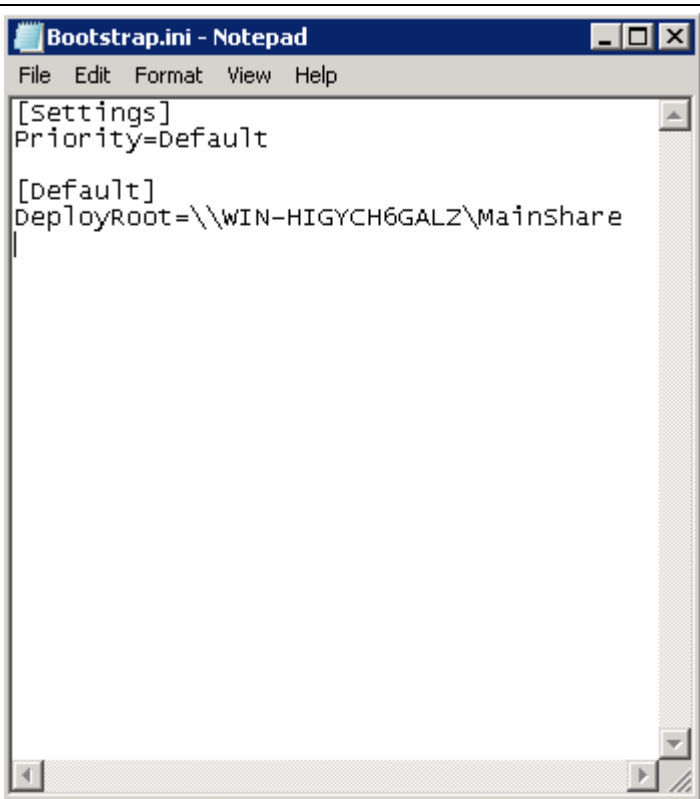 Bootstrap.ini - Notepad
File Edit Format View Help
[Settings]
Priority=Default
[Default]
DeployRoot=\\WIN-HIGYCH6GALZ\MainShare